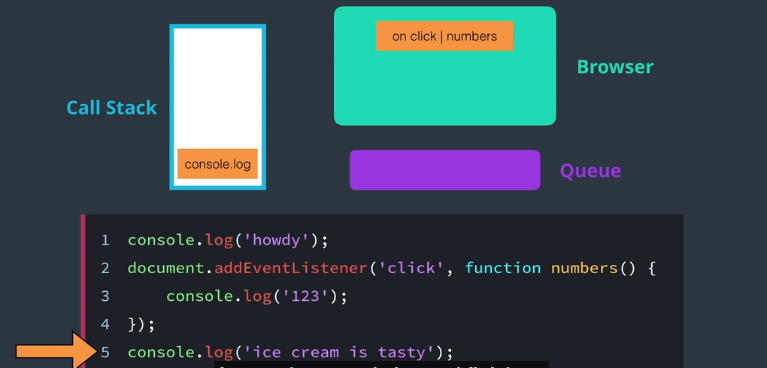 on click | numbers
Browser
Call Stack
console.log
Queue
1 console.log('howdy');
2 document.addEventListener('click', function numbers() {
3 console.log('123');
4 });
5 console.log('ice cream is tasty');